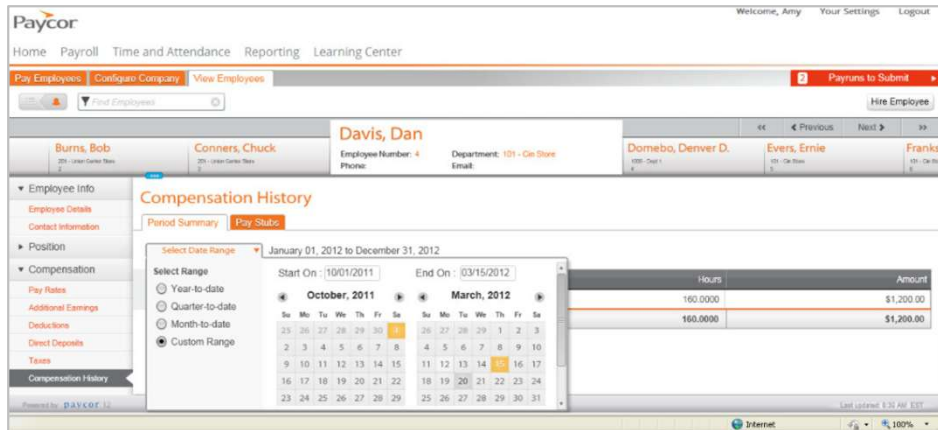 Welcome, Amy Your Settings Logout
Paycor
Home Payroll Time and Attendance Reporting Learning Center
Pay Employees Configure Company View Employees 2 Payruns to Submit
Find Employees Hire Employee
Previous Next
Burns, Bob
Conners, Chuck
Davis, Dan
Employee Number: 4 Department: 101 - Cin Store
Phone: Email:
Domebo, Denver D.
Evers, Ernie
Franks
Employee Info
Employee Details
Contact Information
Position
Compensation
Pay Rates
Additional Earnings
Deductions
Direct Deposits
Taxes
Compensation History
Compensation History
Period Summary Pay Stubs
Select Date Range January 01, 2012 to December 31, 2012
Select Range
Year-to-date
Quarter-to-date
Month-to-date
Custom Range
Start On : 10/01/2011 End On : 03/15/2012
October, 2011
Su Mo Tu We Th Fr Sa
25 26 27 28 29 30
2 3 4 5 6 7 8
9 10 11 12 13 14 15
16 17 18 19 20 21 22
23 24 25 26 27 28 29
March, 2012
Su Mo Tu We Th Fr Sa
26 27 28 29 1 2 3
4 5 6 7 8 9 10
11 12 13 14 15 16 17
18 19 20 21 22 23 24
25 26 27 28 29 30 31
Hours Amount
160.0000 $1,200.00
160.0000 $1,200.00
Powered by paycor
Last updated: 8:30 AM EST
Internet 100%